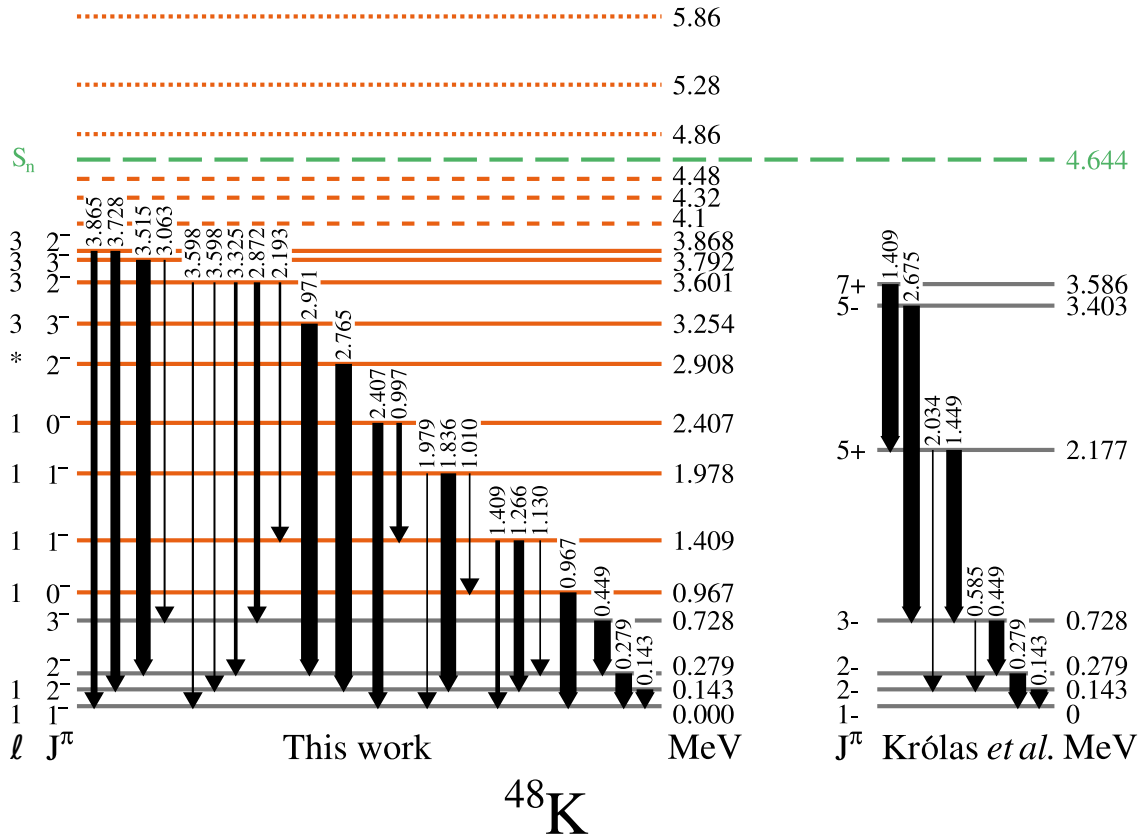 5.86
5.28
4.86
Sₙ 4.644
4.48
4.32
4.1
3.865 3.728 3.515 3.063 3.598 3.598 3.325 2.872 2.193
3 2⁻ 3.868
3 3⁻ 3.792
3 2⁻ 3.601
2.971
3 3⁻ 3.254
2.765
* 2⁻ 2.908
2.407 0.997
1 0⁻ 2.407
1.979 1.836 1.010
1 1⁻ 1.978
1.409 1.266 1.130
1 1⁻ 1.409
0.967
1 0⁻ 0.967
0.449
3⁻ 0.728
0.279
2⁻ 0.279
0.143
1 2⁻ 0.143
1 1⁻ 0.000
ℓ Jᵖⁱ This work MeV
1.409
7+ 3.586
2.675
5- 3.403
2.034 1.449
5+ 2.177
0.585 0.449
3- 0.728
0.279
2- 0.279
0.143
2- 0.143
1- 0
J^π Królas et al. MeV
⁴⁸K